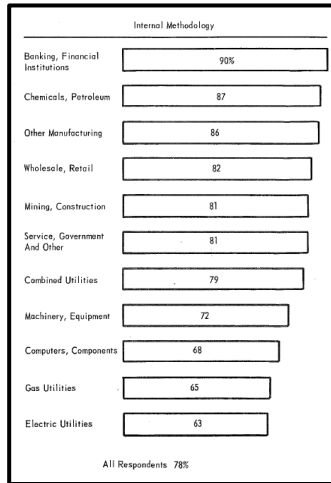 Internal Methodology
Banking, Financial
Institutions
90%
Chemicals, Petroleum
87
Other Manufacturing
86
Wholesale, Retail
82
Mining, Construction
81
Service, Government
And Other
81
Combined Utilities
79
Machinery, Equipment
72
Computers, Components
68
Gas Utilities
65
Electric Utilities
63
All Respondents 78%